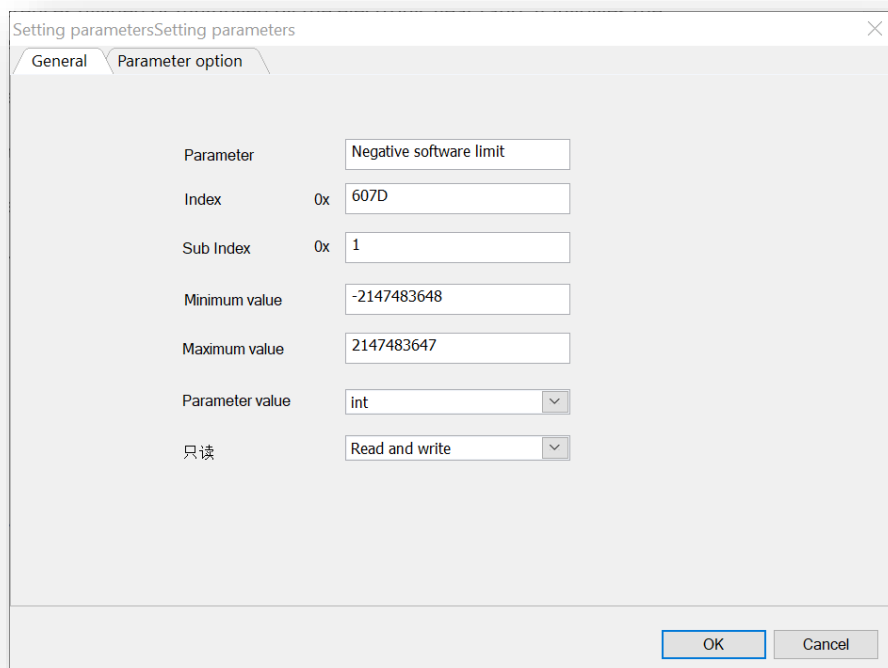 Setting parametersSetting parameters
General Parameter option
Parameter Negative software limit
Index 0x 607D
Sub Index 0x 1
Minimum value -2147483648
Maximum value 2147483647
Parameter value int
只读 Read and write
OK Cancel